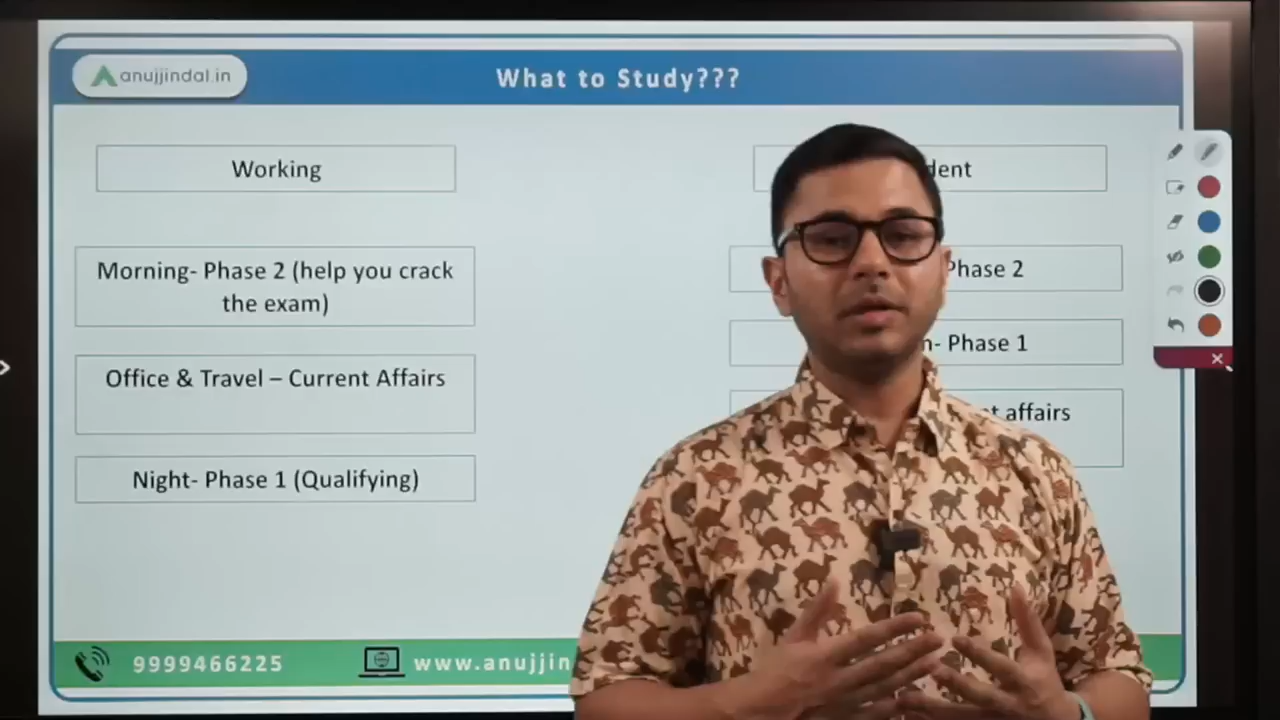 anujjindal.in
What to Study???
Working
dent
Morning- Phase 2 (help you crack
the exam)
Phase 2
Office & Travel – Current Affairs
- Phase 1
affairs
Night- Phase 1 (Qualifying)
9999466225
www.anujjin